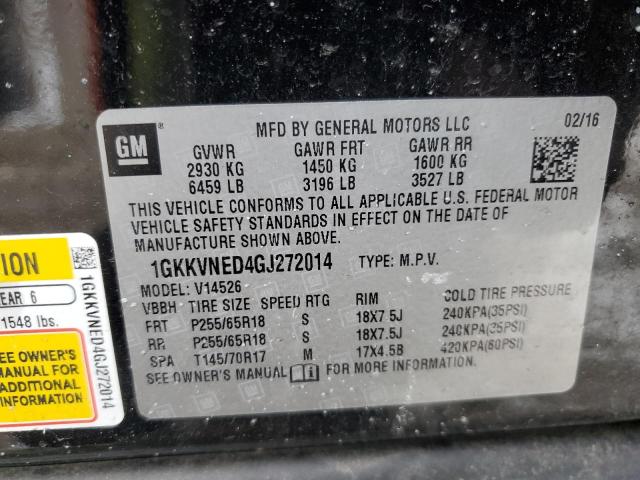 GM
®
MFD BY GENERAL MOTORS LLC 02/16
GVWR GAWR FRT GAWR RR
2930 KG 1450 KG 1600 KG
6459 LB 3196 LB 3527 LB
THIS VEHICLE CONFORMS TO ALL APPLICABLE U.S. FEDERAL MOTOR
VEHICLE SAFETY STANDARDS IN EFFECT ON THE DATE OF
MANUFACTURE SHOWN ABOVE.
1GKKVNED4GJ272014 TYPE: M.P.V.
MODEL: V14526
VBBH TIRE SIZE SPEED RTG RIM COLD TIRE PRESSURE
FRT P255/65R18 S 18X7.5J 240KPA(35PSI)
RR P255/65R18 S 18X7.5J 240KPA(35PSI)
SPA T145/70R17 M 17X4.5B 420KPA(60PSI)
SEE OWNER'S MANUAL FOR MORE INFORMATION.
ION
EAR 6
1548 lbs.
EE OWNER'S
MANUAL FOR
ADDITIONAL
INFORMATION
1GKKVNED4GJ272014